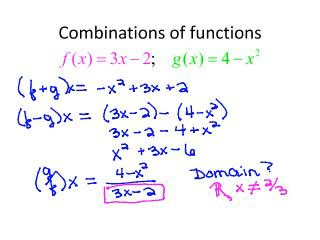 Combinations of functions
f(x) = 3x − 2; g(x) = 4 − x²
(f+g)x = -x² + 3x + 2
(f-g)x = (3x-2) - (4-x²)
3x - 2 - 4 + x²
x² + 3x - 6
(g/f)x = (4-x²)/(3x-2) Domain?
ℝ, x ≠ 2/3